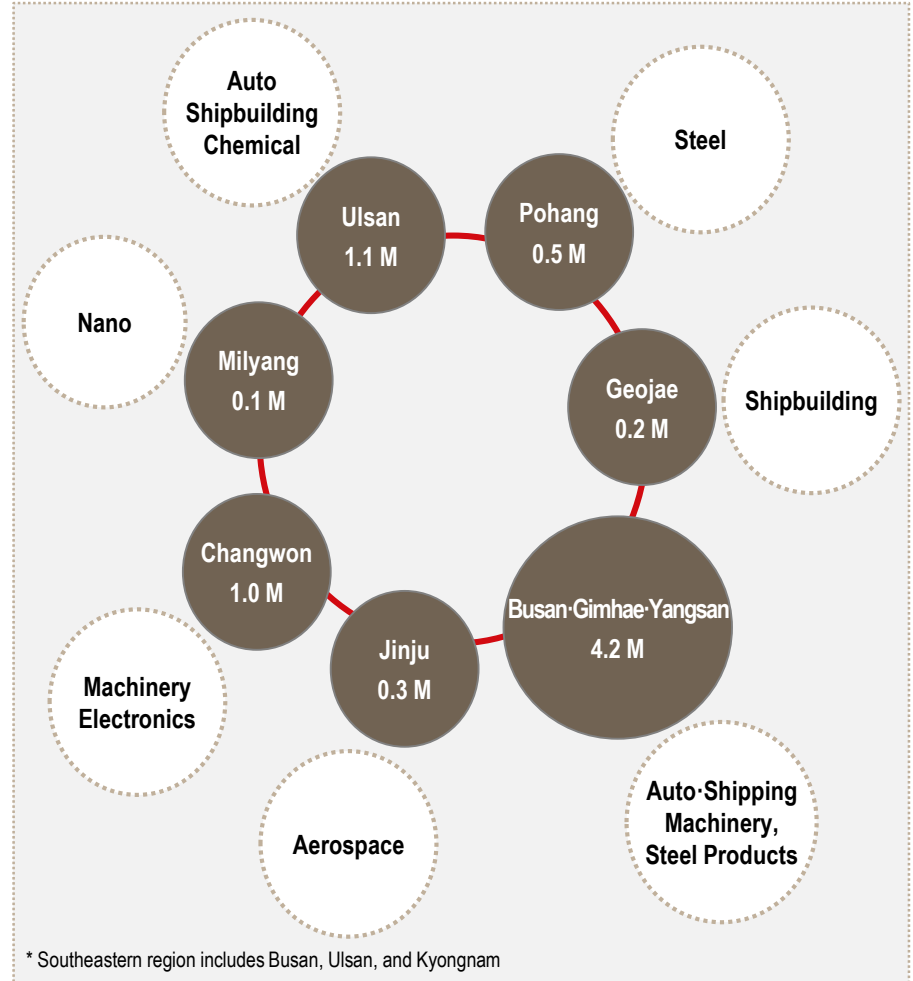 Auto
Shipbuilding
Chemical
Steel
Ulsan
1.1 M
Pohang
0.5 M
Nano
Milyang
0.1 M
Geojae
0.2 M
Shipbuilding
Changwon
1.0 M
Busan·Gimhae·Yangsan
4.2 M
Jinju
0.3 M
Machinery
Electronics
Aerospace
Auto·Shipping
Machinery,
Steel Products
* Southeastern region includes Busan, Ulsan, and Kyongnam